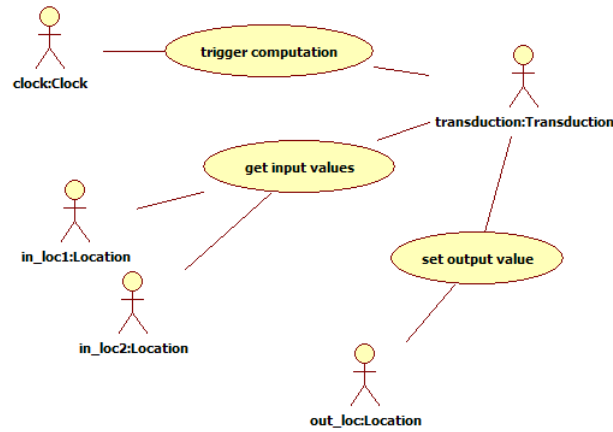 trigger computation
clock:Clock
transduction:Transduction
get input values
in_loc1:Location
set output value
in_loc2:Location
out_loc:Location